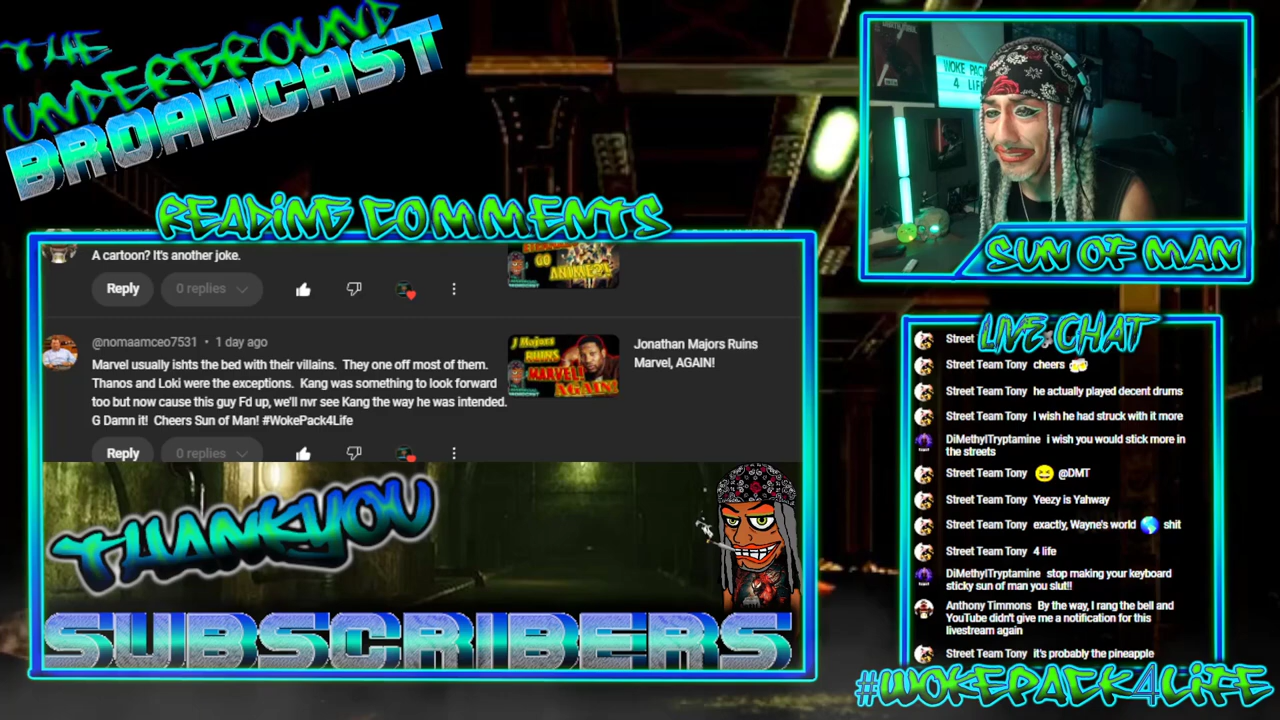 THE
UNDERGROUND
BROADCAST
WOKE PACK
4 LIFE
SUN OF MAN
READING COMMENTS
A cartoon? It's another joke.
GO
ANIME?!
Reply
0 replies
@nomaamceo7531 • 1 day ago
Marvel usually ishts the bed with their villains. They one off most of them.
Thanos and Loki were the exceptions. Kang was something to look forward
too but now cause this guy Fd up, we'll nvr see Kang the way he was intended.
G Damn it! Cheers Sun of Man! #WokePack4Life
J Majors
RUINS
MARVEL!
AGAIN!
Jonathan Majors Ruins
Marvel, AGAIN!
Reply
0 replies
THANKYOU
SUBSCRIBERS
LIVE CHAT
Street
Street Team Tony cheers 🍻
Street Team Tony he actually played decent drums
Street Team Tony I wish he had struck with it more
DiMethylTryptamine i wish you would stick more in
the streets
Street Team Tony 😆 @DMT
Street Team Tony Yeezy is Yahway
Street Team Tony exactly, Wayne's world 🌎 shit
Street Team Tony 4 life
DiMethylTryptamine stop making your keyboard
sticky sun of man you slut!!
Anthony Timmons By the way, I rang the bell and
YouTube didn't give me a notification for this
livestream again
Street Team Tony it's probably the pineapple
#WOKEPACK4LIFE